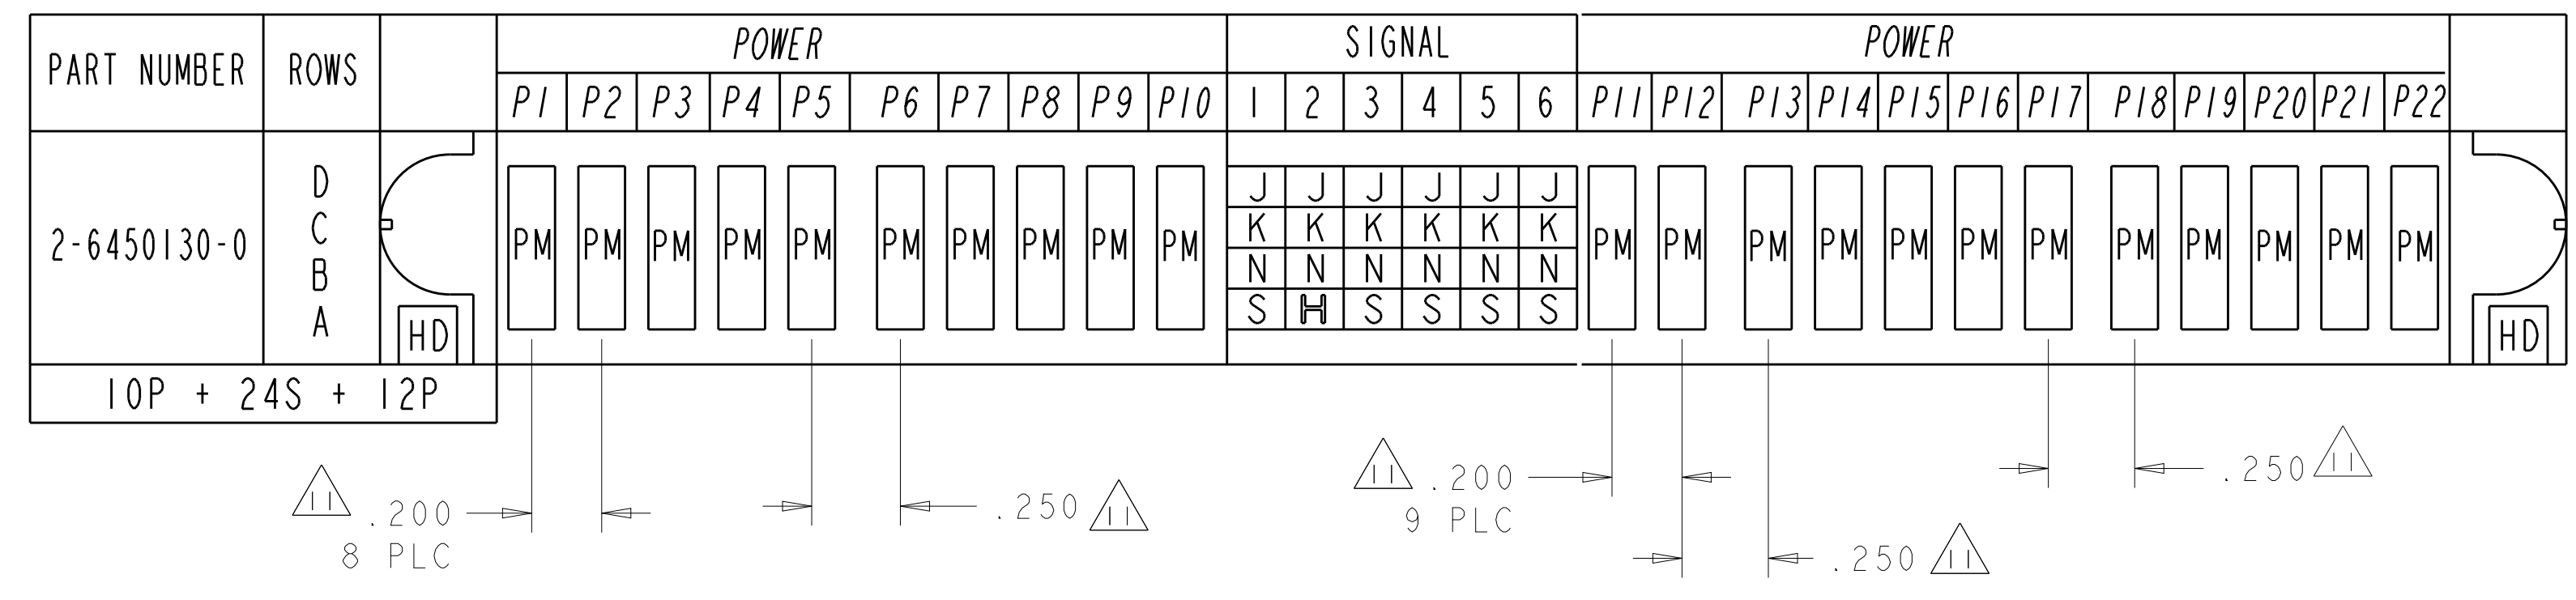 PART NUMBER ROWS POWER SIGNAL POWER
P1 P2 P3 P4 P5 P6 P7 P8 P9 P10 1 2 3 4 5 6 P11 P12 P13 P14 P15 P16 P17 P18 P19 P20 P21 P22
D J J J J J J
C K K K K K K
2-6450130-0 PM PM PM PM PM PM PM PM PM PM PM PM PM PM PM PM PM PM PM PM PM PM
B N N N N N N
A S H S S S S
HD HD
10P + 24S + 12P
11 .200 8 PLC
.250 11
11 .200 9 PLC
.250 11
.250 11